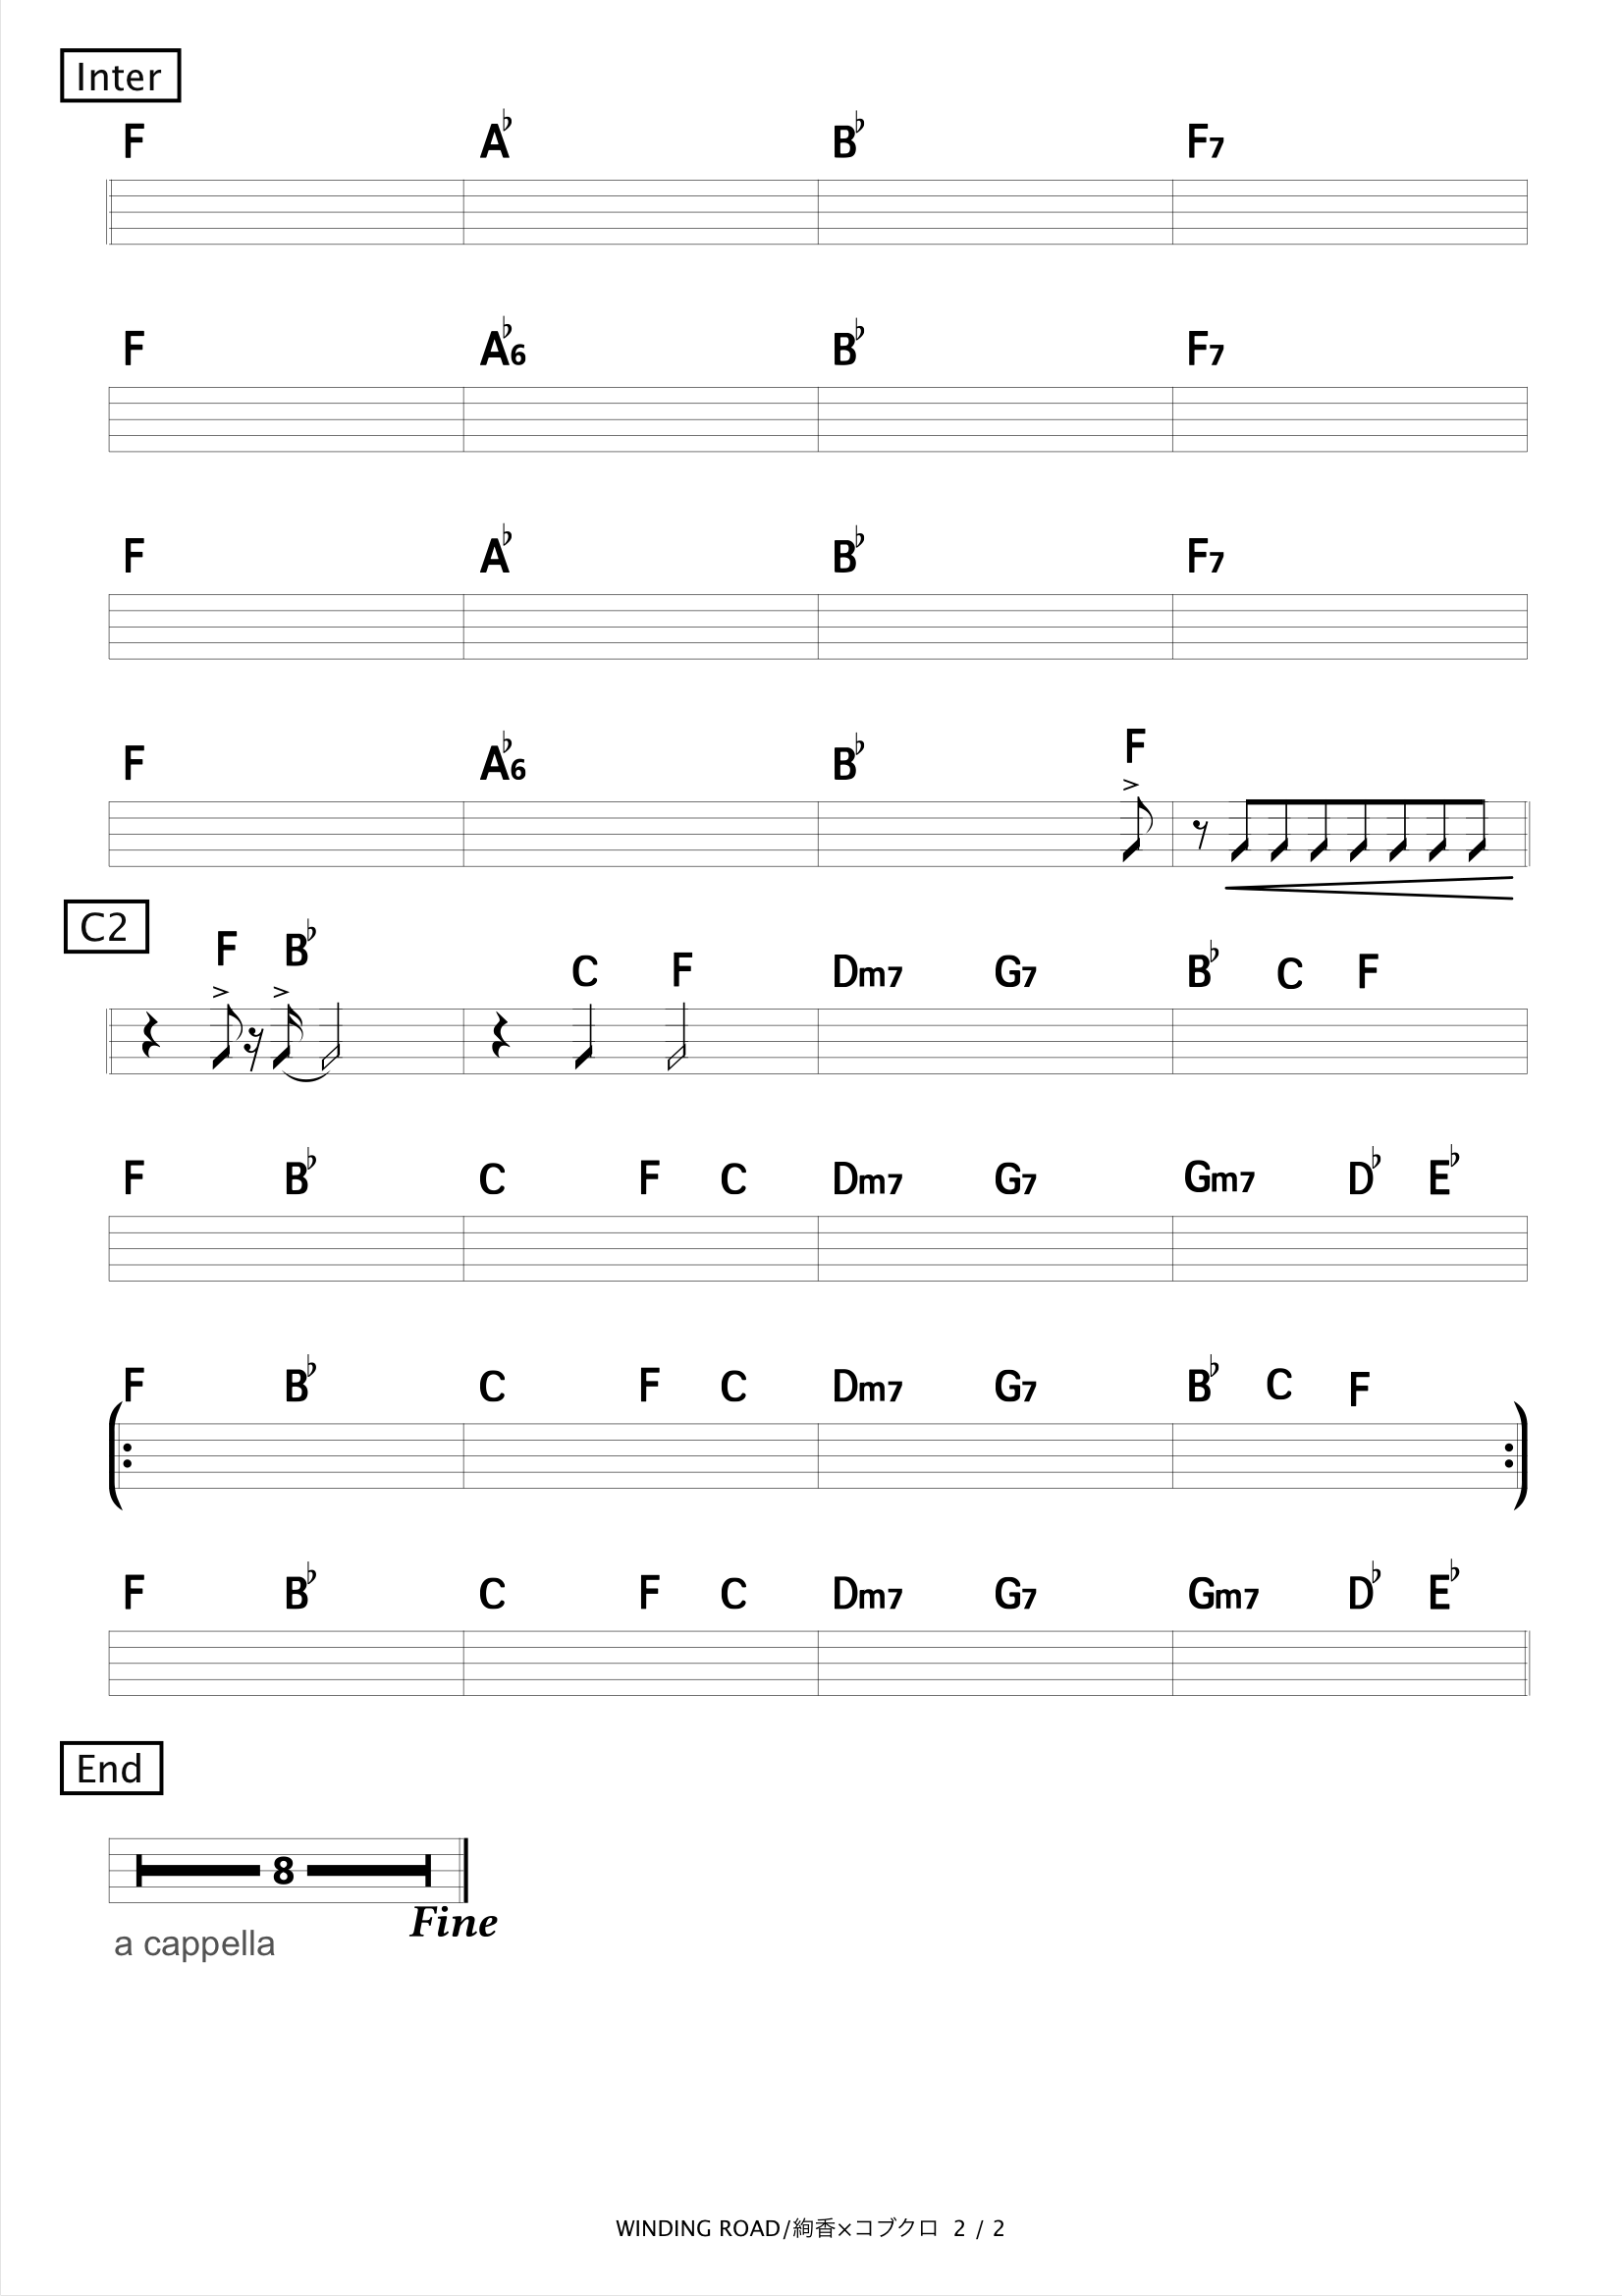 Inter
F A♭ B♭ F7
F A♭6 B♭ F7
F A♭ B♭ F7
F A♭6 B♭ F
C2
F B♭ C F Dm7 G7 B♭ C F
F B♭ C F C Dm7 G7 Gm7 D♭ E♭
F B♭ C F C Dm7 G7 B♭ C F
F B♭ C F C Dm7 G7 Gm7 D♭ E♭
End
8
Fine
a cappella
WINDING ROAD/絢香×コブクロ 2 / 2